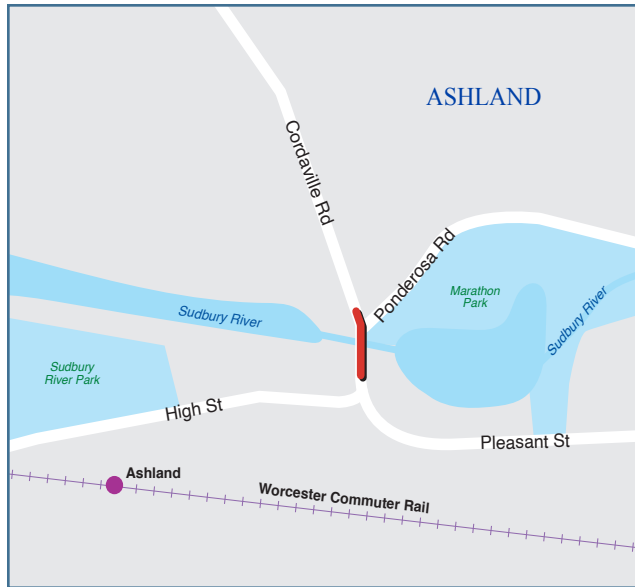 ASHLAND
Cordaville Rd
Ponderosa Rd
Marathon
Park
Sudbury River
Sudbury River
Sudbury
River Park
High St
Pleasant St
Ashland
Worcester Commuter Rail